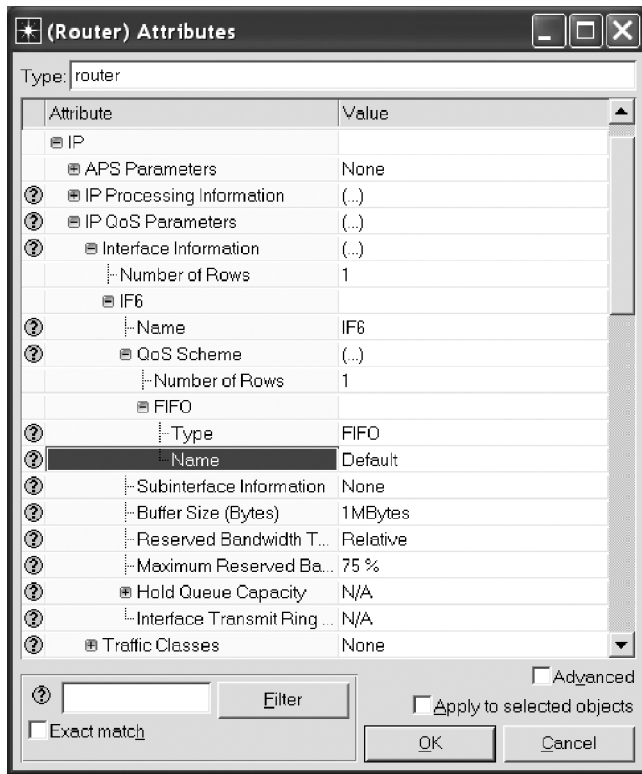 (Router) Attributes
Type: router
Attribute Value
IP
APS Parameters None
IP Processing Information (...)
IP QoS Parameters (...)
Interface Information (...)
Number of Rows 1
IF6
Name IF6
QoS Scheme (...)
Number of Rows 1
FIFO
Type FIFO
Name Default
Subinterface Information None
Buffer Size (Bytes) 1MBytes
Reserved Bandwidth T... Relative
Maximum Reserved Ba... 75 %
Hold Queue Capacity N/A
Interface Transmit Ring ... N/A
Traffic Classes None
Advanced
Filter
Apply to selected objects
Exact match
OK Cancel